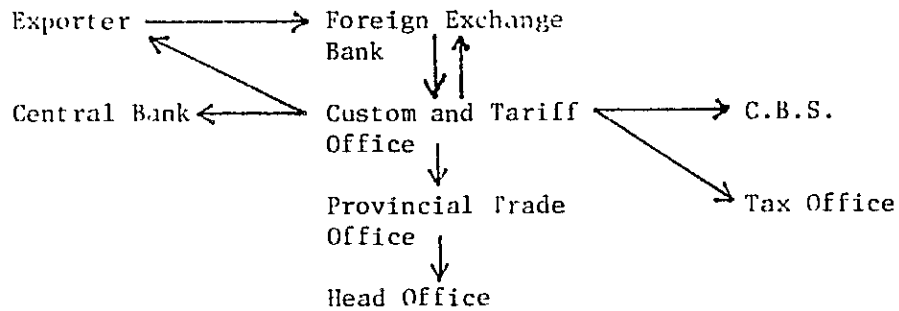 Exporter
Foreign Exchange
Bank
Central Bank
Custom and Tariff
Office
C.B.S.
Provincial Trade
Office
Tax Office
Head Office